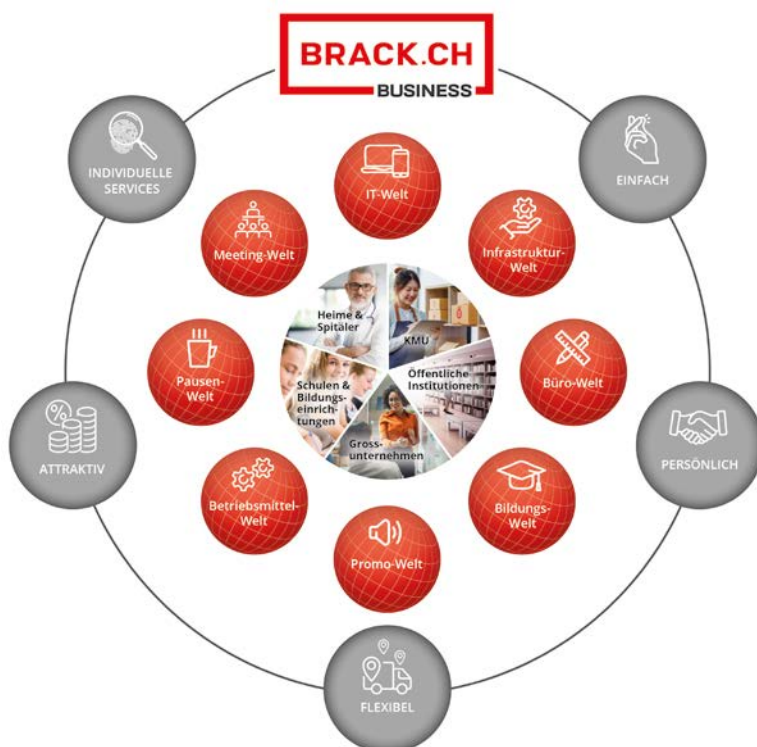 BRACK.CH
BUSINESS
INDIVIDUELLE
SERVICES
EINFACH
IT-Welt
Meeting-Welt
Infrastruktur-
Welt
Heime &
Spitäler
KMU
Pausen-
Welt
Schulen &
Bildungs-
einrich-
tungen
Öffentliche
Institutionen
Büro-Welt
Gross-
unternehmen
ATTRAKTIV
%
PERSÖNLICH
Betriebsmittel-
Welt
Bildungs-
Welt
Promo-Welt
FLEXIBEL